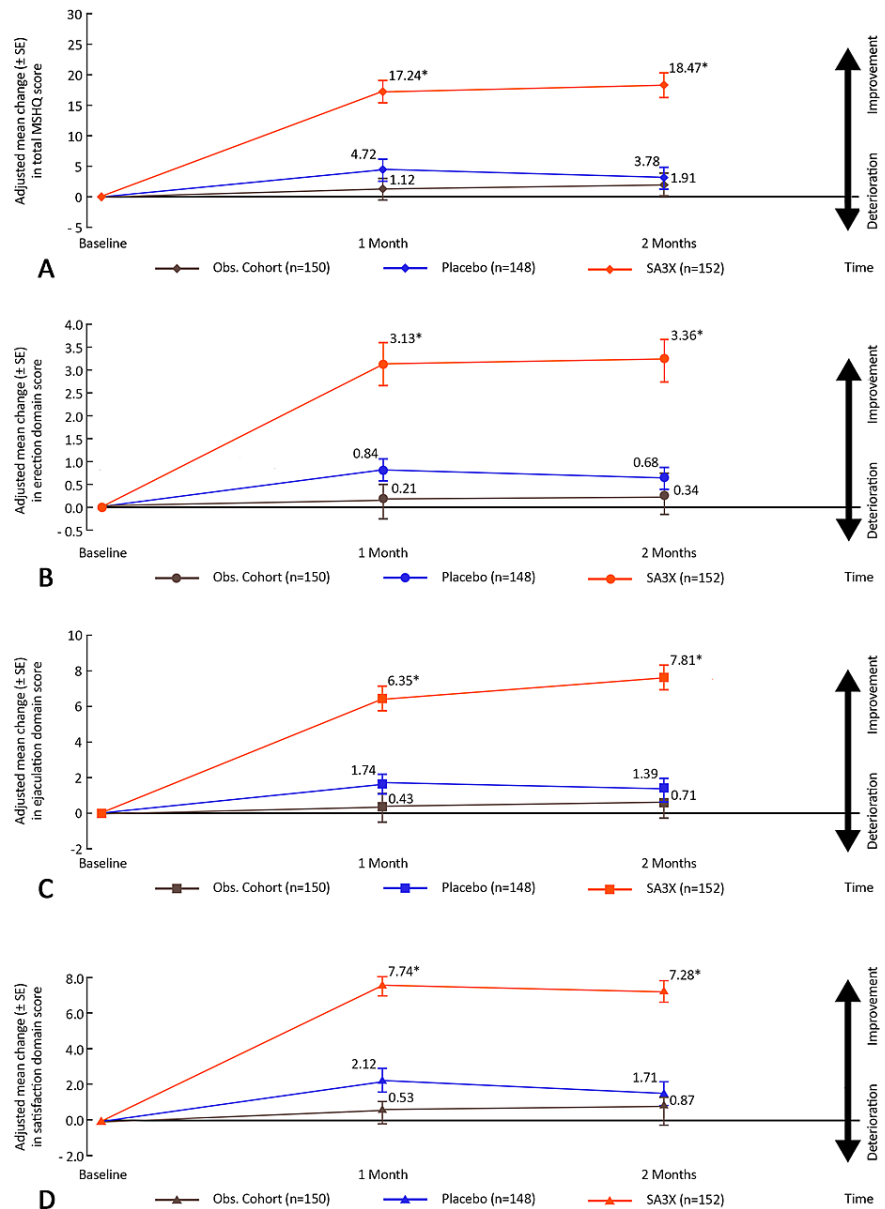 Adjusted mean change (± SE)
in total MSHQ score
30
25
20
15
10
5
0
- 5
17.24*
18.47*
4.72
3.78
1.12
1.91
Baseline
1 Month
2 Months
Improvement
Deterioration
A
Obs. Cohort (n=150)
Placebo (n=148)
SA3X (n=152)
Time
Adjusted mean change (± SE)
in erection domain score
4.0
3.5
3.0
2.5
2.0
1.5
1.0
0.5
0.0
- 0.5
3.13*
3.36*
0.84
0.68
0.21
0.34
Baseline
1 Month
2 Months
Improvement
Deterioration
B
Obs. Cohort (n=150)
Placebo (n=148)
SA3X (n=152)
Time
Adjusted mean change (± SE)
in ejaculation domain score
10
8
6
4
2
0
-2
6.35*
7.81*
1.74
1.39
0.43
0.71
Baseline
1 Month
2 Months
Improvement
Deterioration
C
Obs. Cohort (n=150)
Placebo (n=148)
SA3X (n=152)
Time
Adjusted mean change (± SE)
in satisfaction domain score
8.0
6.0
4.0
2.0
0.0
- 2.0
7.74*
7.28*
2.12
1.71
0.53
0.87
Baseline
1 Month
2 Months
Improvement
Deterioration
D
Obs. Cohort (n=150)
Placebo (n=148)
SA3X (n=152)
Time